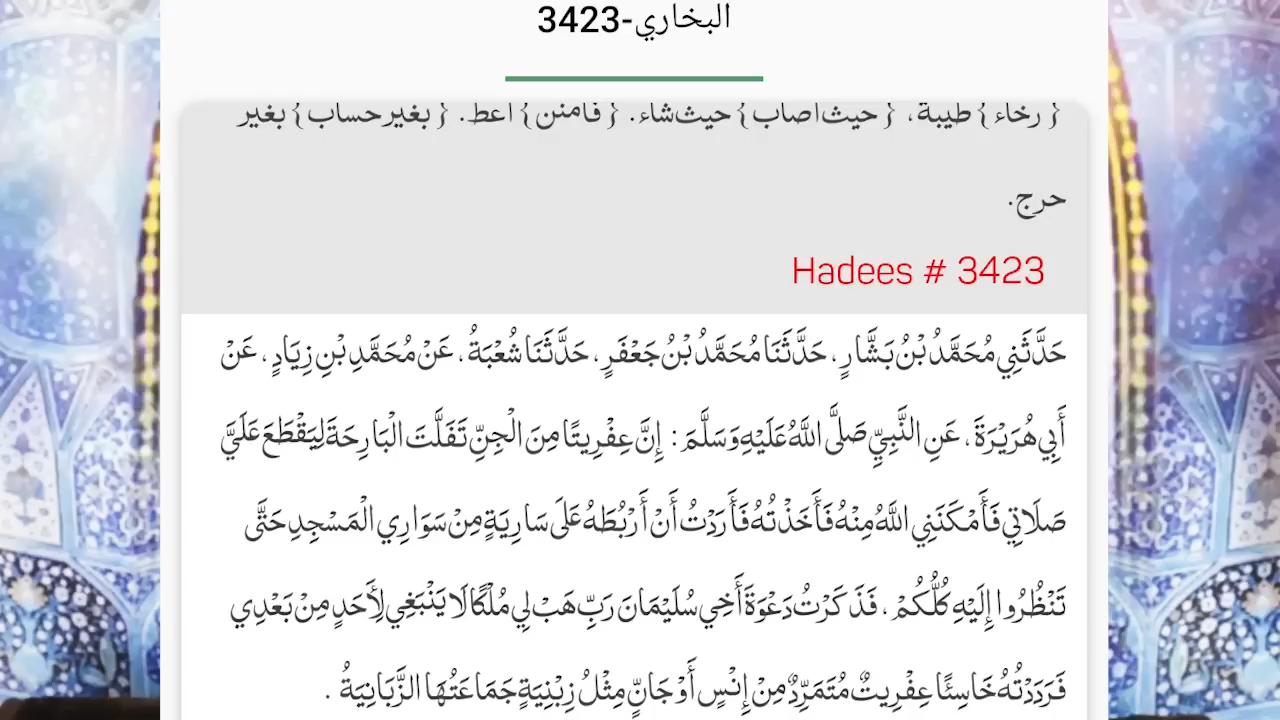 البخاري-3423
{ رخاء} طيبة، { حيث اصاب} حيث شاء. { فامنن} اعط. { بغير حساب} بغير
حرج.
Hadees # 3423
حَدَّثَنِي مُحَمَّدُ بْنُ بَشَّارٍ، حَدَّثَنَا مُحَمَّدُ بْنُ جَعْفَرٍ، حَدَّثَنَا شُعْبَةُ، عَنْ مُحَمَّدِ بْنِ زِيَادٍ، عَنْ
أَبِي هُرَيْرَةَ، عَنِ النَّبِيِّ صَلَّى اللَّهُ عَلَيْهِ وَسَلَّمَ : إِنَّ عِفْرِيتًا مِنَ الْجِنِّ تَفَلَّتَ الْبَارِحَةَ لِيَقْطَعَ عَلَيَّ
صَلَاتِي فَأَمْكَنَنِي اللَّهُ مِنْهُ فَأَخَذْتُهُ فَأَرَدْتُ أَنْ أَرْبُطَهُ عَلَى سَارِيَةٍ مِنْ سَوَارِي الْمَسْجِدِ حَتَّى
تَنْظُرُوا إِلَيْهِ كُلُّكُمْ، فَذَكَرْتُ دَعْوَةَ أَخِي سُلَيْمَانَ رَبِّ هَبْ لِي مُلْكًا لَا يَنْبَغِي لِأَحَدٍ مِنْ بَعْدِي
فَرَدَدْتُهُ خَاسِئًا عِفْرِيتٌ مُتَمَرِّدٌ مِنْ إِنْسٍ أَوْ جَانٍّ مِثْلُ زِبْنِيَةٍ جَمَاعَتُهَا الزَّبَانِيَةُ .